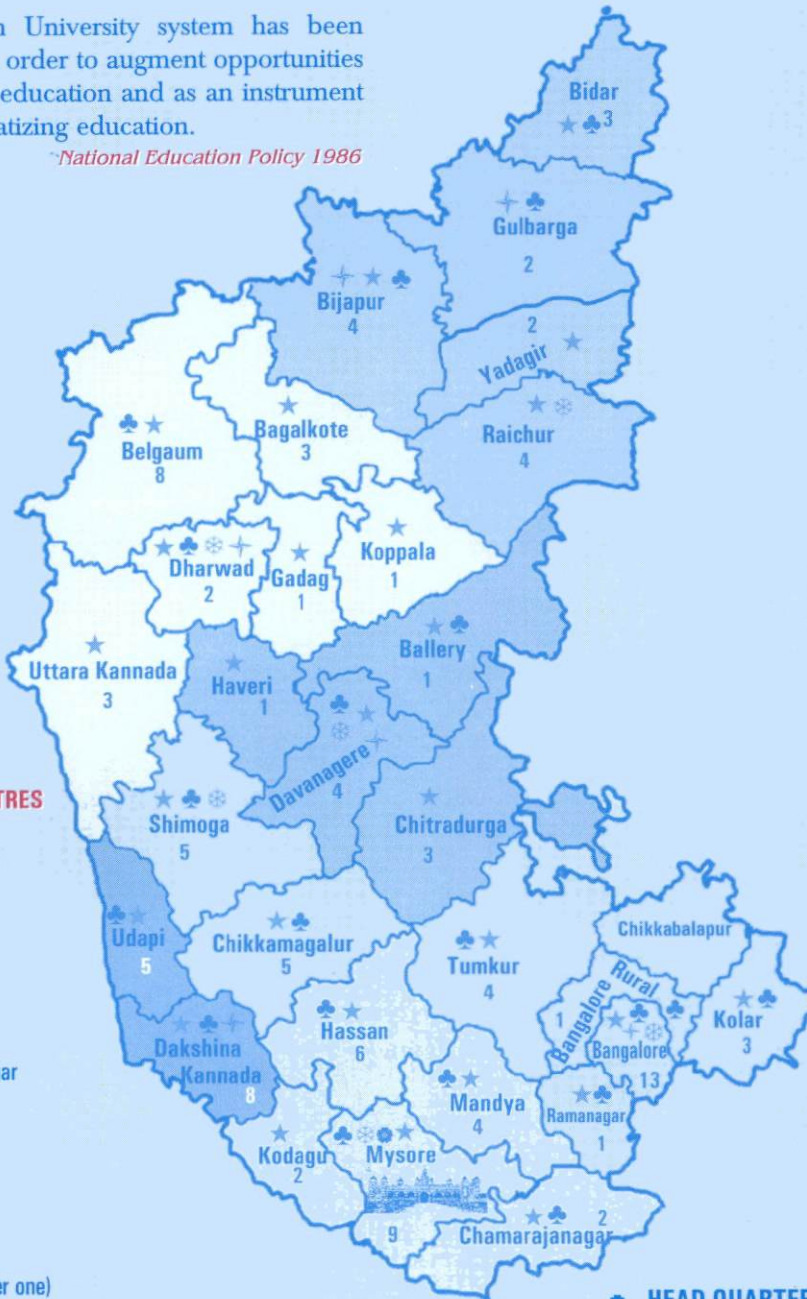 University system has been
order to augment opportunities
education and as an instrument
atizing education.
National Education Policy 1986
Bidar
3
Gulbarga
2
Bijapur
4
2
Yadagir
Raichur
4
Belgaum
8
Bagalkote
3
Dharwad
2
Gadag
1
Koppala
1
Uttara Kannada
3
Haveri
1
Ballery
1
Davanagere
4
TRES
Shimoga
5
Chitradurga
3
Udapi
5
Chikkamagalur
5
Tumkur
4
Chikkabalapur
Bangalore Rural
1
Bangalore
13
Kolar
3
Hassan
6
Dakshina
Kannada
8
ar
Mandya
4
Ramanagar
1
Kodagu
2
Mysore
9
Chamarajanagar
2
er one)
HEAD QUARTER